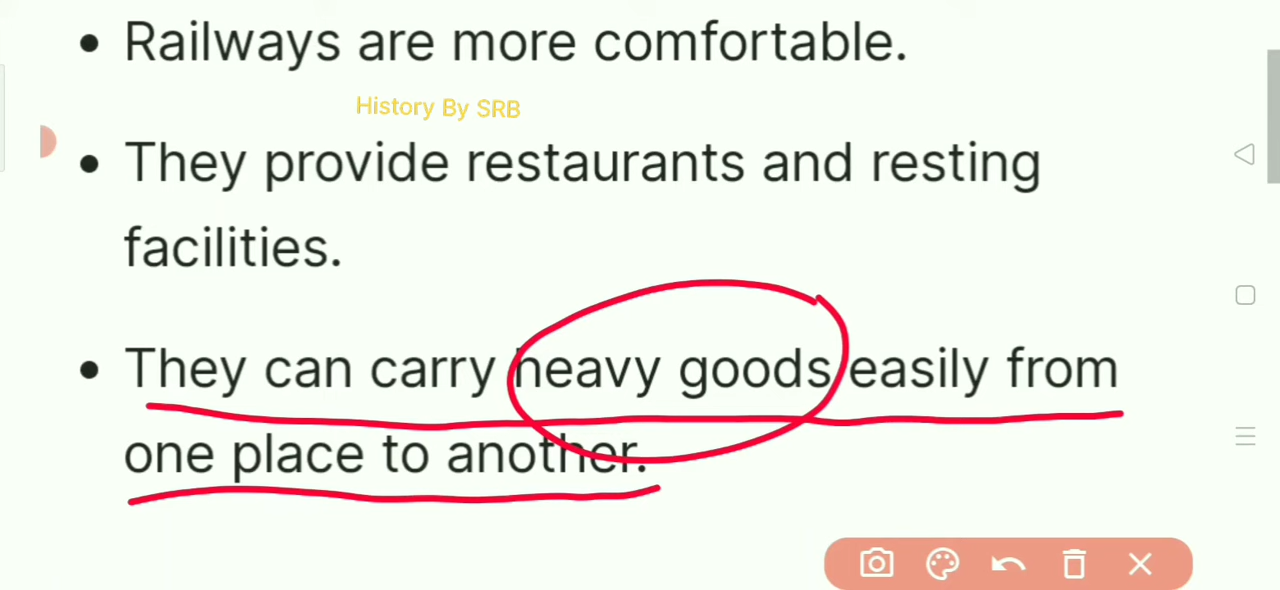 • Railways are more comfortable.
History By SRB
• They provide restaurants and resting
facilities.
• They can carry heavy goods easily from
one place to another.